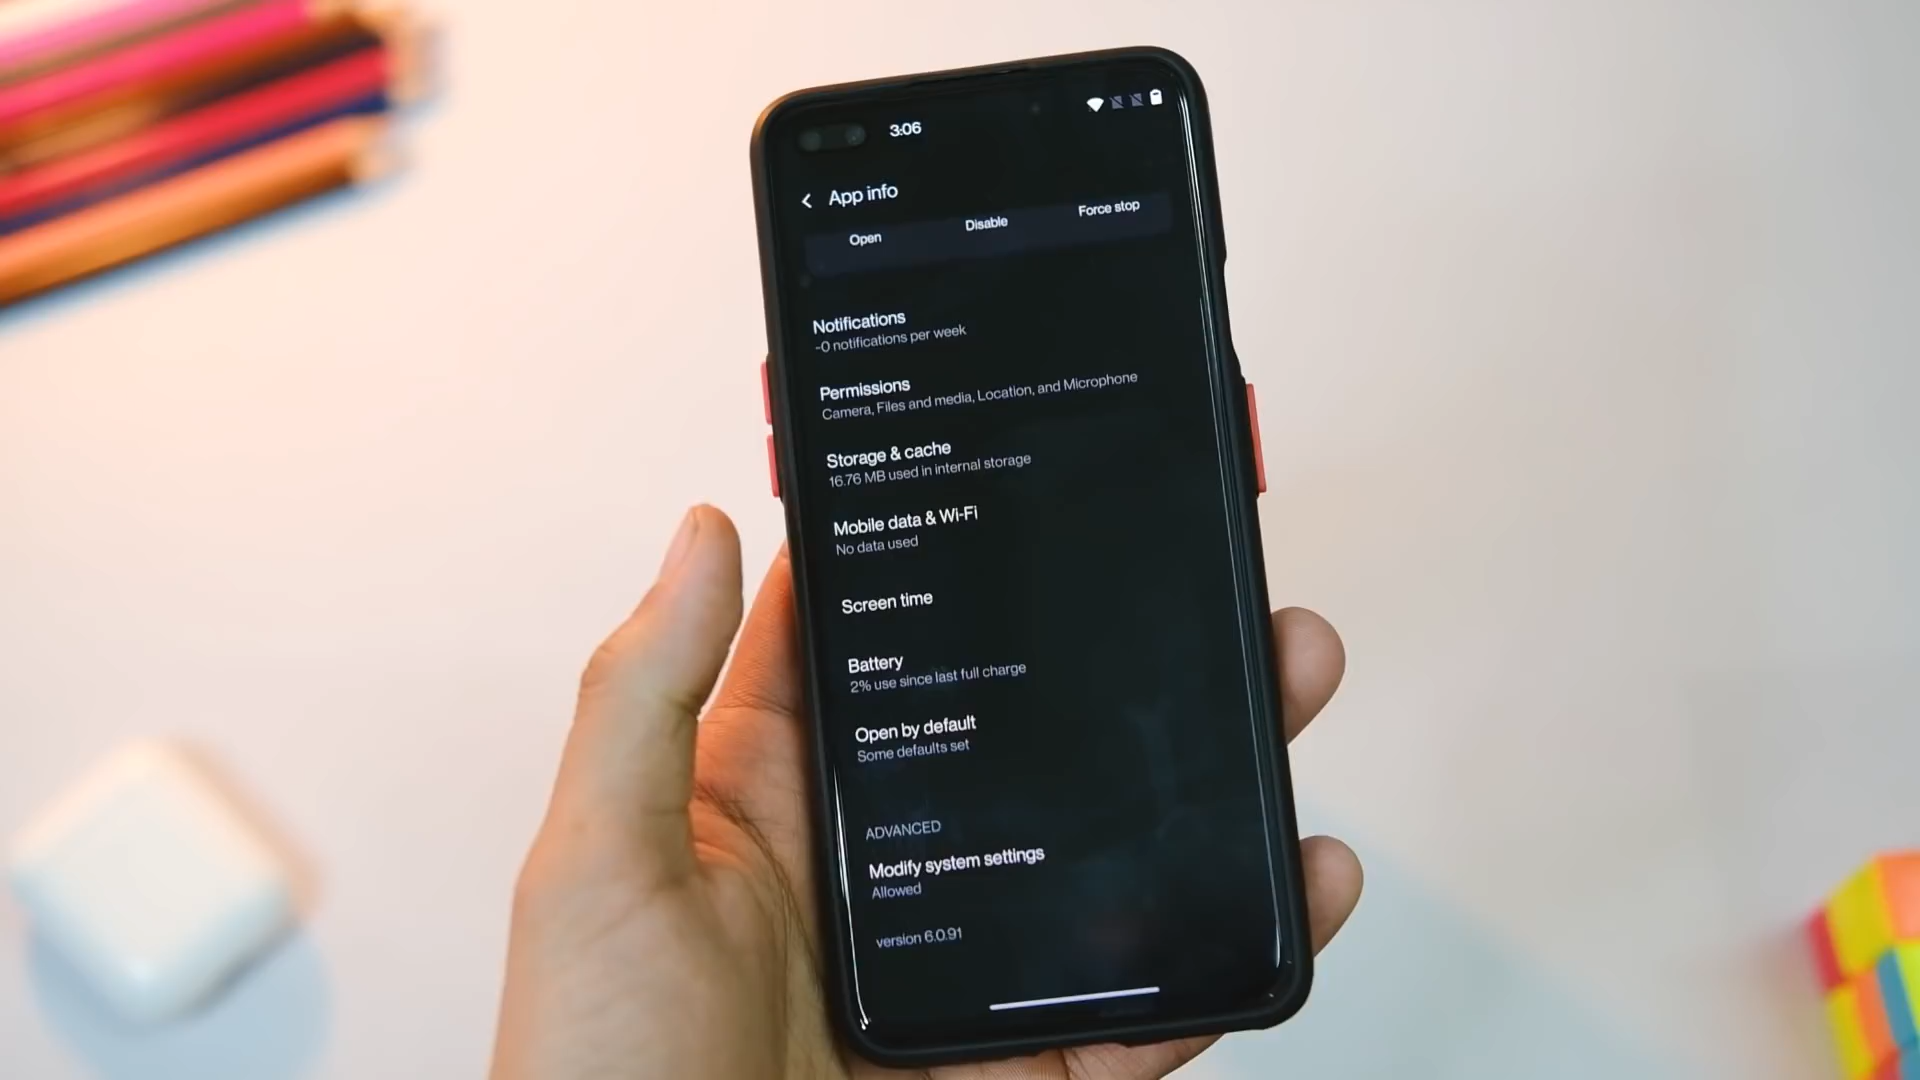 3:06
App info
Open Disable Force stop
Notifications
~0 notifications per week
Permissions
Camera, Files and media, Location, and Microphone
Storage & cache
16.76 MB used in internal storage
Mobile data & Wi-Fi
No data used
Screen time
Battery
2% use since last full charge
Open by default
Some defaults set
ADVANCED
Modify system settings
Allowed
version 6.0.91